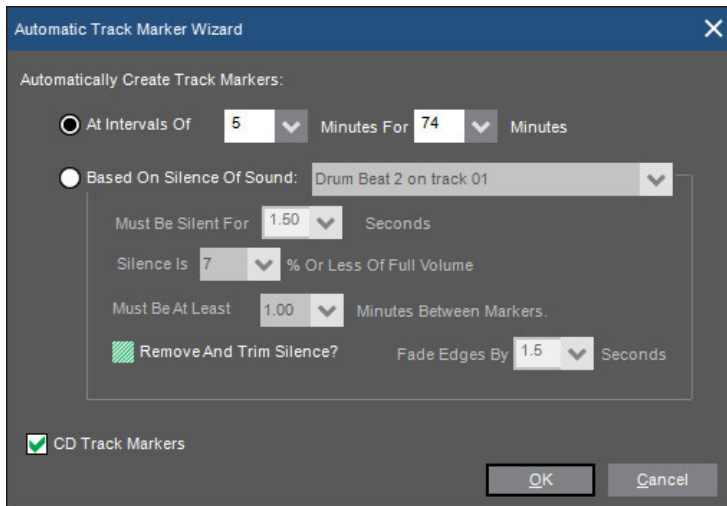 Automatic Track Marker Wizard
Automatically Create Track Markers:
At Intervals Of 5 Minutes For 74 Minutes
Based On Silence Of Sound: Drum Beat 2 on track 01
Must Be Silent For 1.50 Seconds
Silence Is 7 % Or Less Of Full Volume
Must Be At Least 1.00 Minutes Between Markers.
Remove And Trim Silence? Fade Edges By 1.5 Seconds
CD Track Markers
OK Cancel